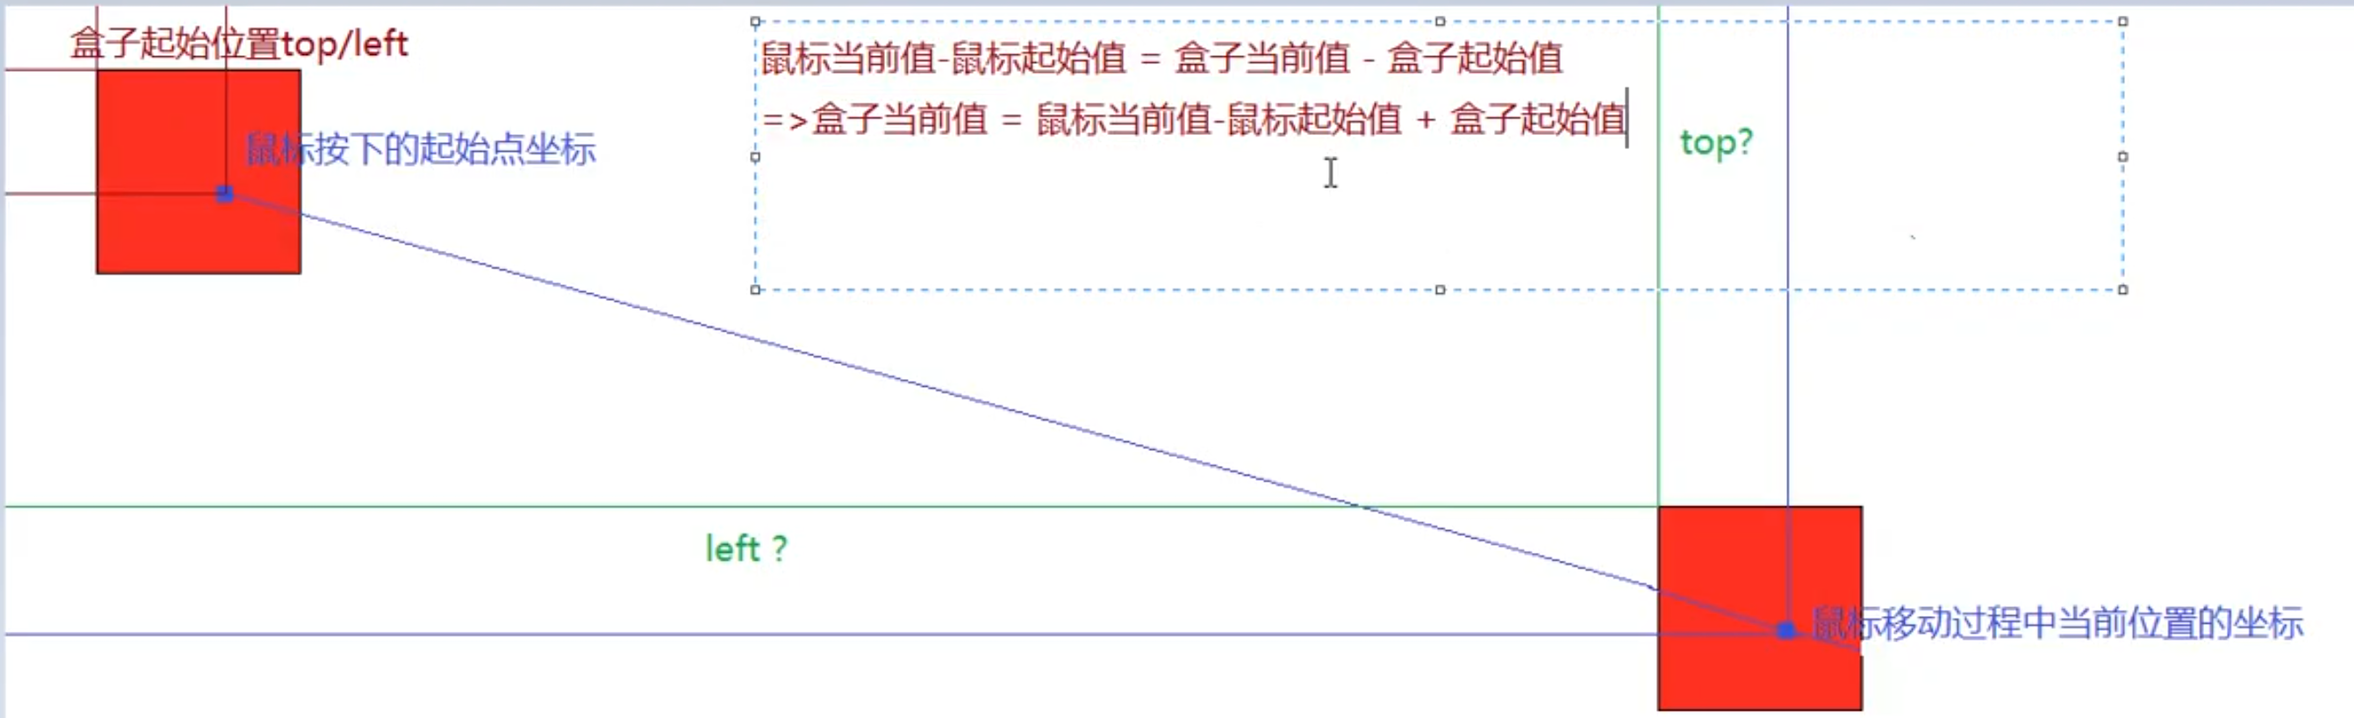 盒子起始位置top/left
鼠标按下的起始点坐标
鼠标当前值-鼠标起始值 = 盒子当前值 - 盒子起始值
=>盒子当前值 = 鼠标当前值-鼠标起始值 + 盒子起始值
top?
left ?
鼠标移动过程中当前位置的坐标